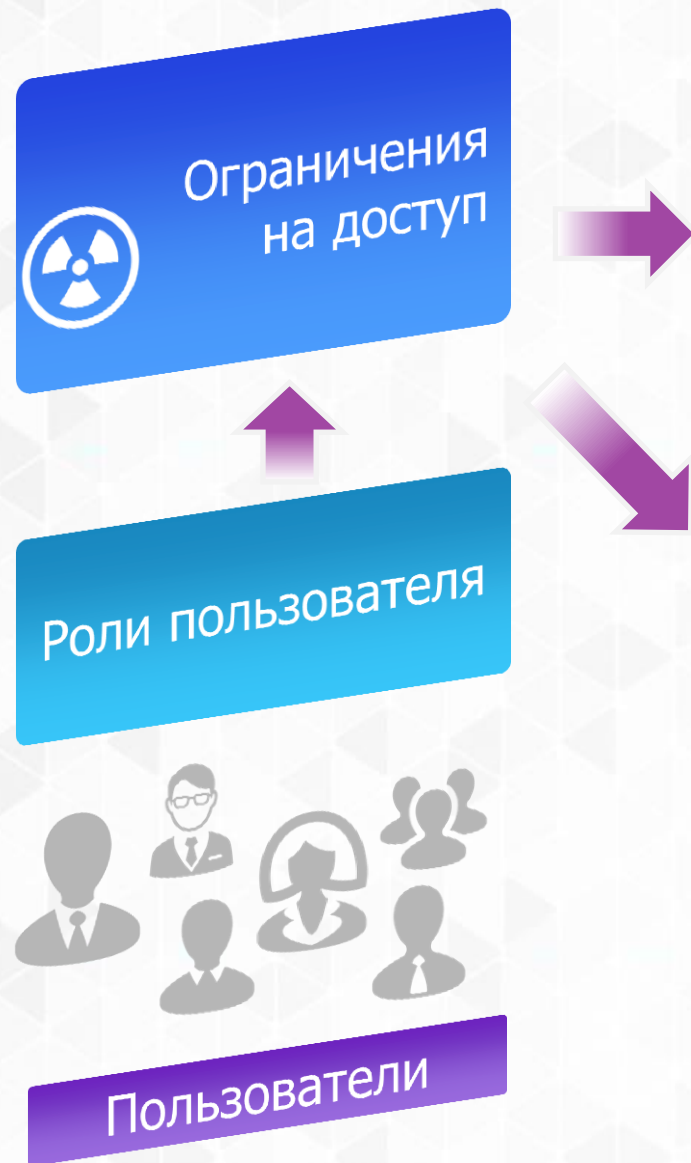 Ограничения
на доступ
Роли пользователя
Пользователи